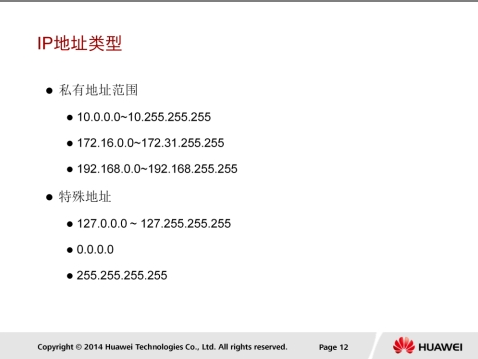 IP地址类型
● 私有地址范围
● 10.0.0.0~10.255.255.255
● 172.16.0.0~172.31.255.255
● 192.168.0.0~192.168.255.255
● 特殊地址
● 127.0.0.0 ~ 127.255.255.255
● 0.0.0.0
● 255.255.255.255
Copyright © 2014 Huawei Technologies Co., Ltd. All rights reserved.
Page 12
HUAWEI